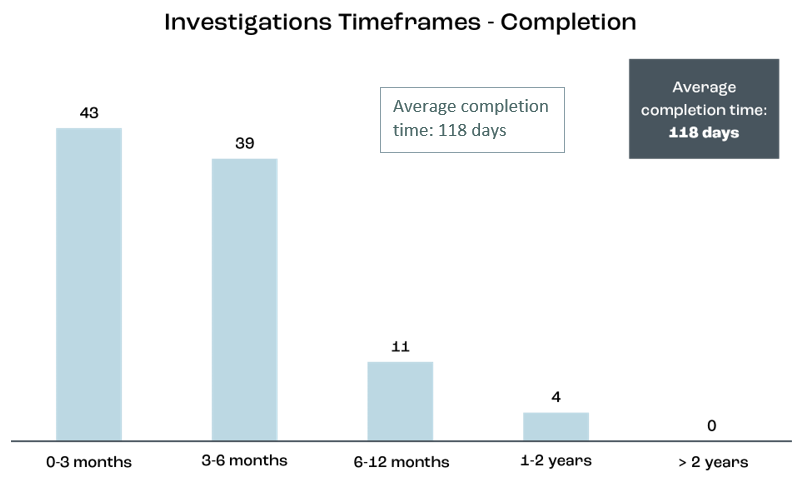 Investigations Timeframes - Completion
Average
completion time:
118 days
Average completion
time: 118 days
43
39
11
4
0
0-3 months
3-6 months
6-12 months
1-2 years
> 2 years